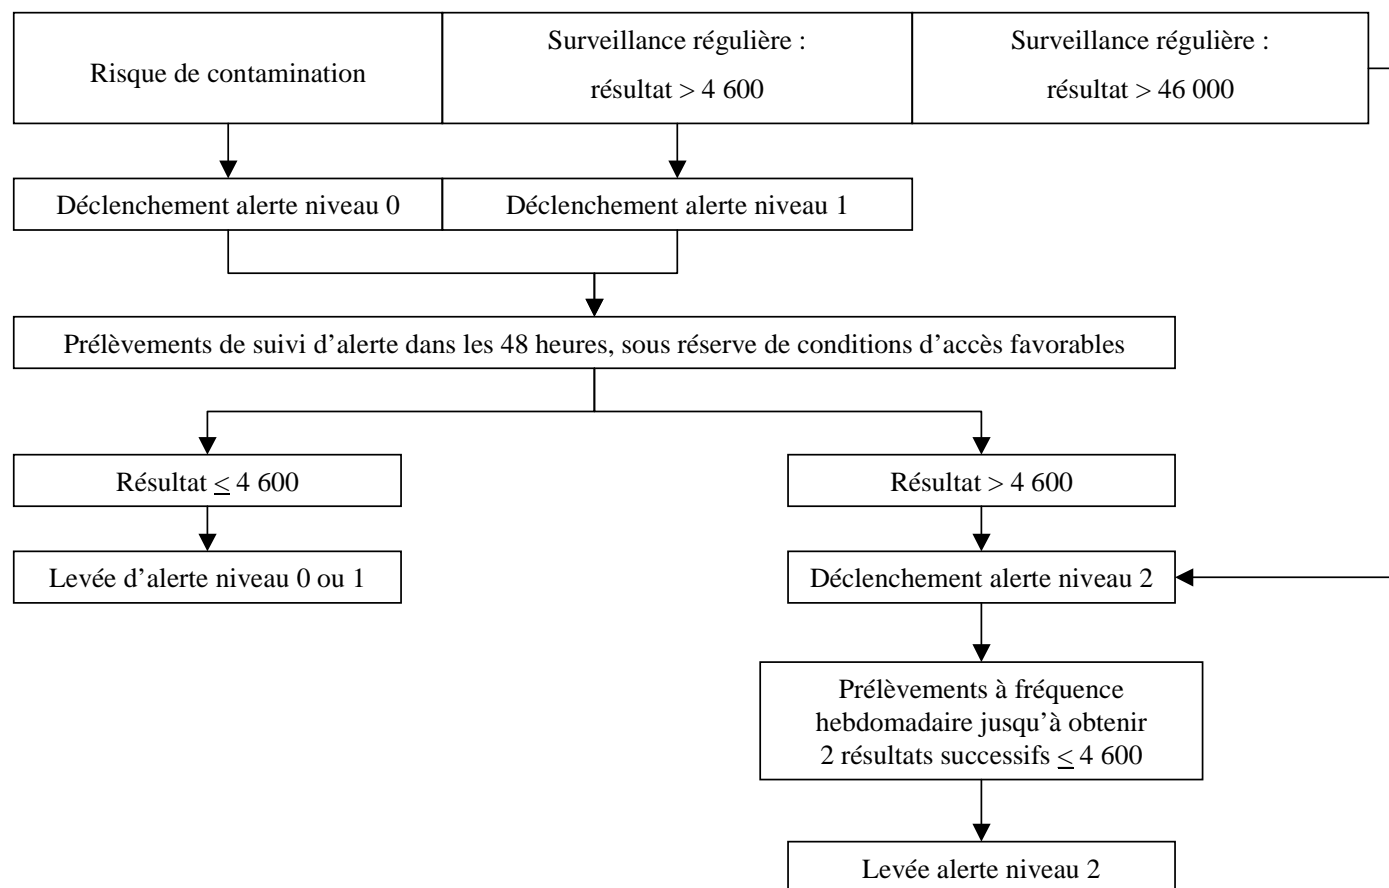 Risque de contamination
Surveillance régulière :
résultat > 4 600
Surveillance régulière :
résultat > 46 000
Déclenchement alerte niveau 0
Déclenchement alerte niveau 1
Prélèvements de suivi d’alerte dans les 48 heures, sous réserve de conditions d’accès favorables
Résultat ≤ 4 600
Résultat > 4 600
Levée d’alerte niveau 0 ou 1
Déclenchement alerte niveau 2
Prélèvements à fréquence
hebdomadaire jusqu’à obtenir
2 résultats successifs ≤ 4 600
Levée alerte niveau 2